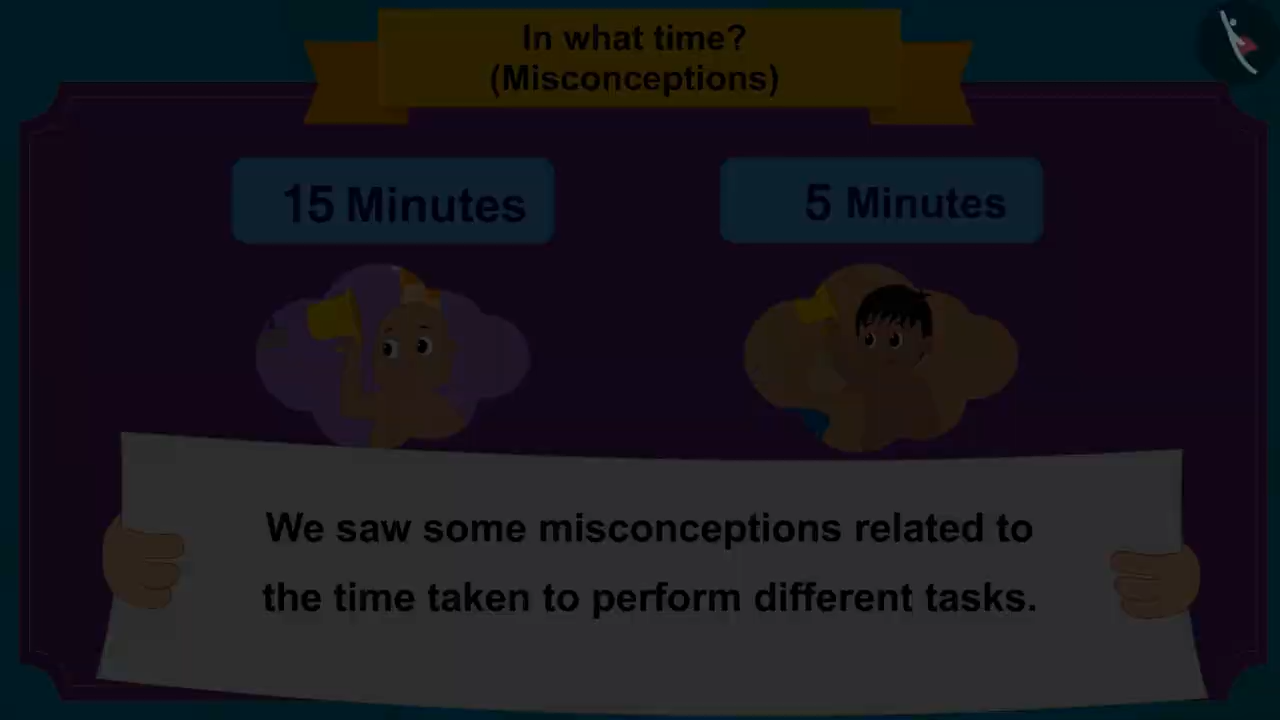 In what time?
(Misconceptions)
15 Minutes
5 Minutes
We saw some misconceptions related to
the time taken to perform different tasks.